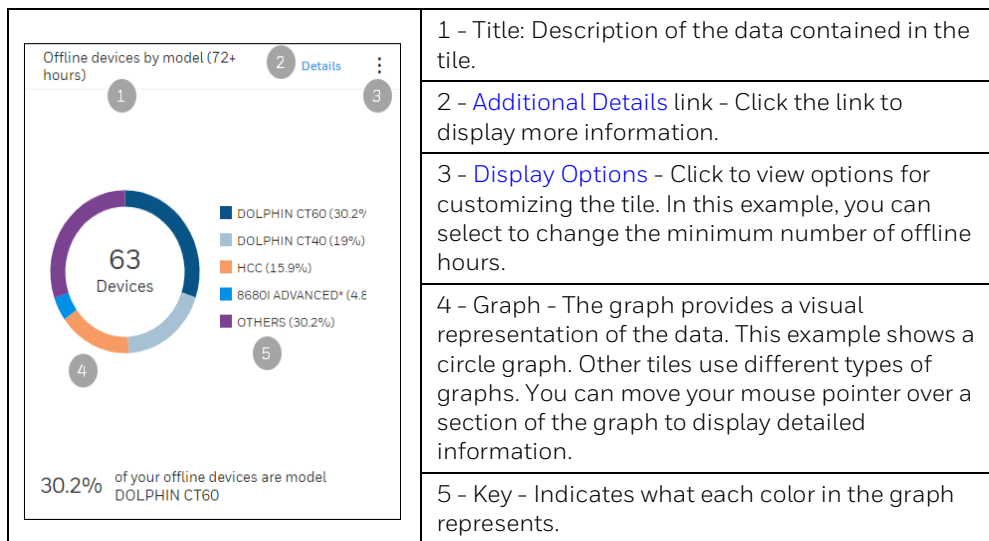 Offline devices by model (72+
hours)
2
Details
1
3
63
Devices
DOLPHIN CT60 (30.2%
DOLPHIN CT40 (19%)
HCC (15.9%)
8680I ADVANCED* (4.8
OTHERS (30.2%)
4
5
30.2%
of your offline devices are model
DOLPHIN CT60
1 - Title: Description of the data contained in the
tile.
2 - Additional Details link - Click the link to
display more information.
3 - Display Options - Click to view options for
customizing the tile. In this example, you can
select to change the minimum number of offline
hours.
4 - Graph - The graph provides a visual
representation of the data. This example shows a
circle graph. Other tiles use different types of
graphs. You can move your mouse pointer over a
section of the graph to display detailed
information.
5 - Key - Indicates what each color in the graph
represents.